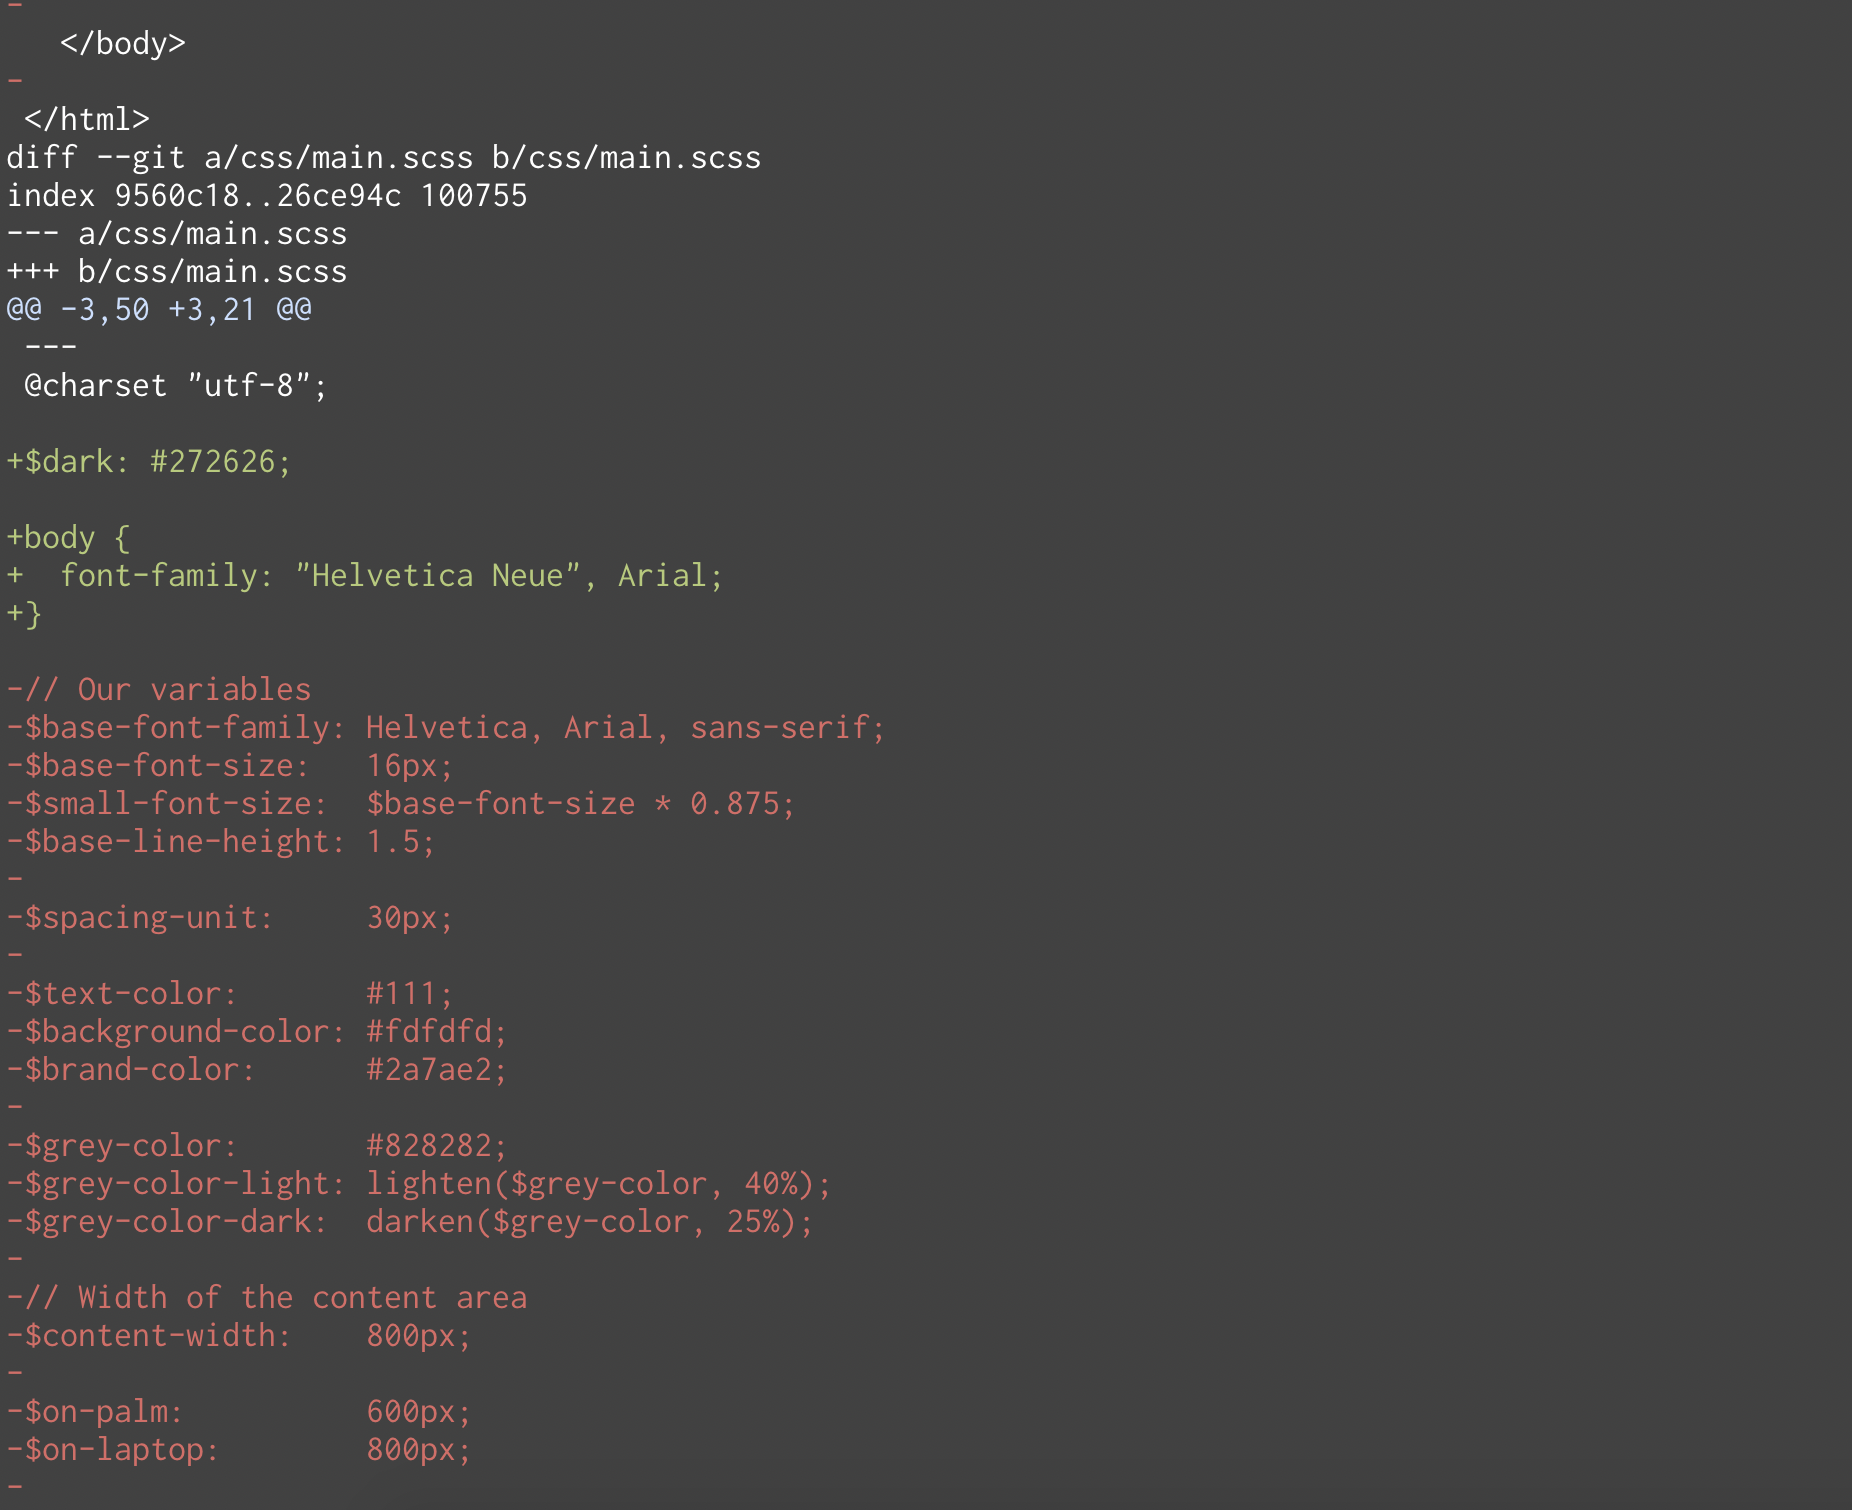 -
   </body>
-
 </html>
diff --git a/css/main.scss b/css/main.scss
index 9560c18..26ce94c 100755
--- a/css/main.scss
+++ b/css/main.scss
@@ -3,50 +3,21 @@
 ---
 @charset "utf-8";

+$dark: #272626;

+body {
+  font-family: "Helvetica Neue", Arial;
+}

-// Our variables
-$base-font-family: Helvetica, Arial, sans-serif;
-$base-font-size:   16px;
-$small-font-size:  $base-font-size * 0.875;
-$base-line-height: 1.5;
-
-$spacing-unit:     30px;
-
-$text-color:       #111;
-$background-color: #fdfdfd;
-$brand-color:      #2a7ae2;
-
-$grey-color:       #828282;
-$grey-color-light: lighten($grey-color, 40%);
-$grey-color-dark:  darken($grey-color, 25%);
-
-// Width of the content area
-$content-width:    800px;
-
-$on-palm:          600px;
-$on-laptop:        800px;
-